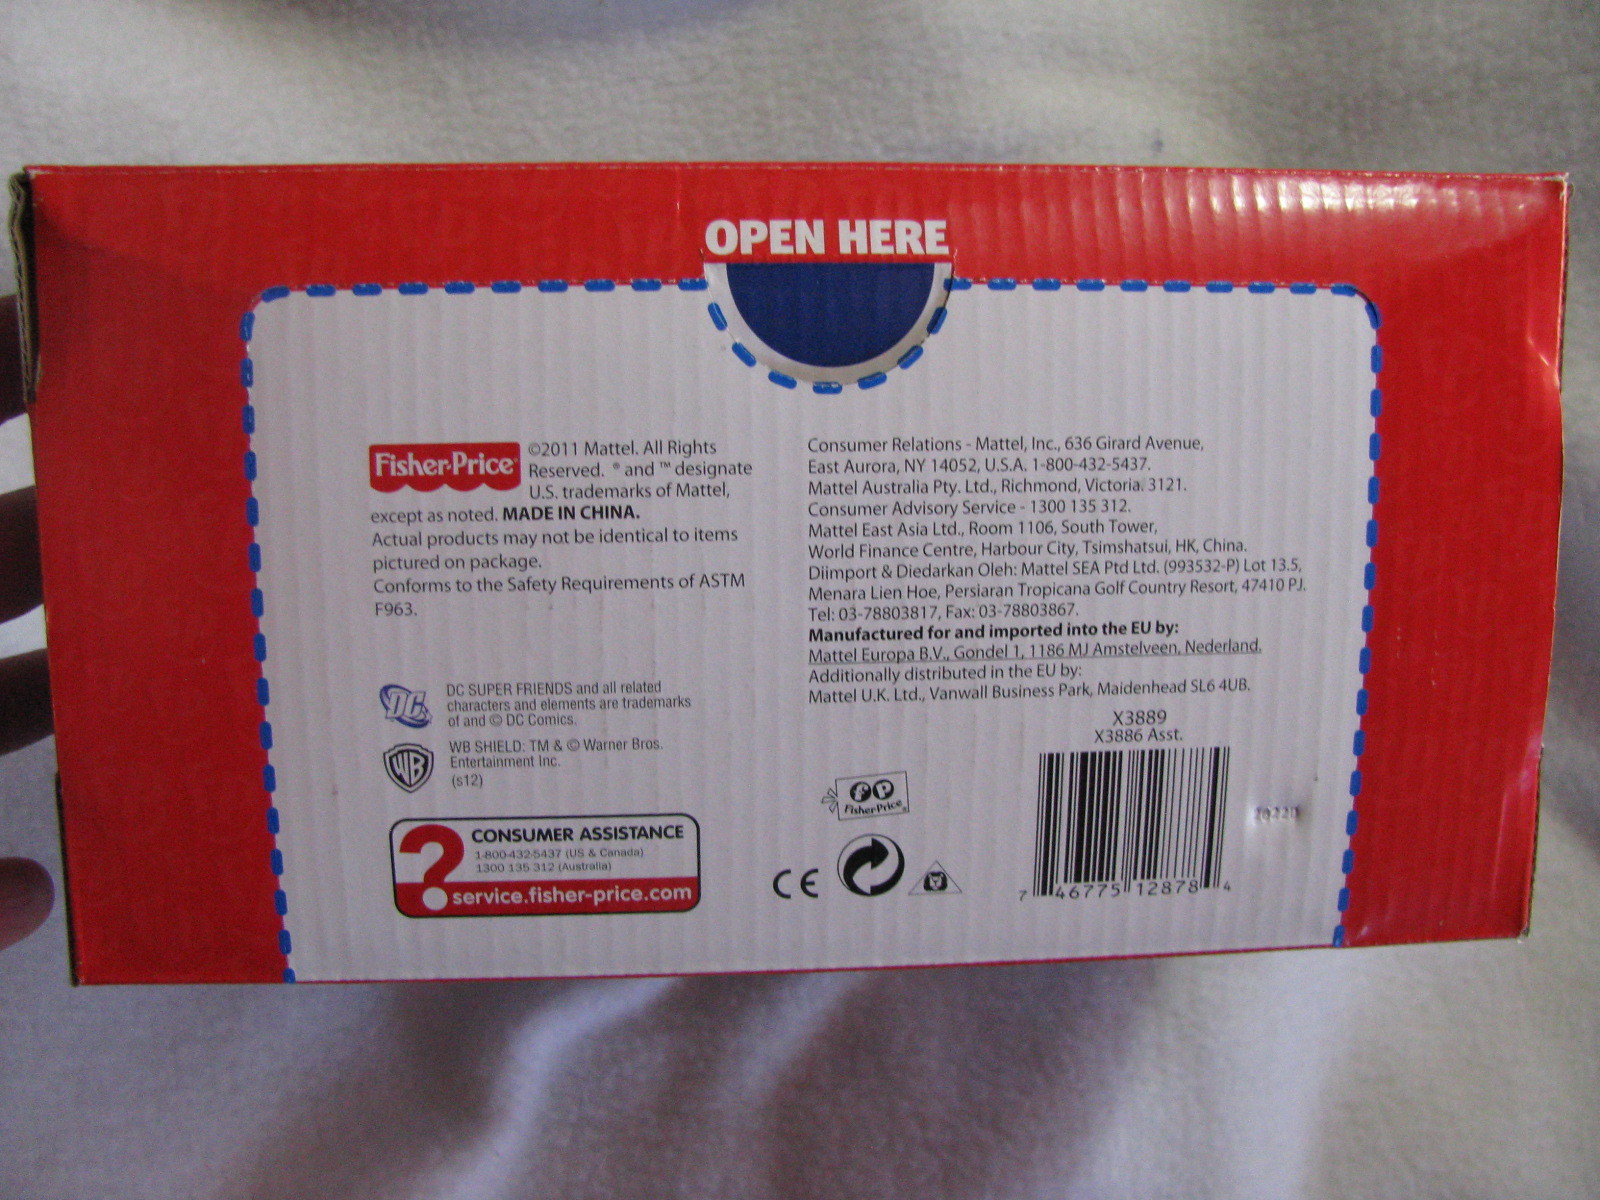 OPEN HERE
Fisher-Price
©2011 Mattel. All Rights
Reserved. ® and ™ designate
U.S. trademarks of Mattel,
except as noted. MADE IN CHINA.
Actual products may not be identical to items
pictured on package.
Conforms to the Safety Requirements of ASTM
F963.
DC
DC SUPER FRIENDS and all related
characters and elements are trademarks
of and © DC Comics.
WB
WB SHIELD: TM & © Warner Bros.
Entertainment Inc.
(s12)
? CONSUMER ASSISTANCE
1-800-432-5437 (US & Canada)
1300 135 312 (Australia)
service.fisher-price.com
Consumer Relations - Mattel, Inc., 636 Girard Avenue,
East Aurora, NY 14052, U.S.A. 1-800-432-5437.
Mattel Australia Pty. Ltd., Richmond, Victoria. 3121.
Consumer Advisory Service - 1300 135 312.
Mattel East Asia Ltd., Room 1106, South Tower,
World Finance Centre, Harbour City, Tsimshatsui, HK, China.
Diimport & Diedarkan Oleh: Mattel SEA Ptd Ltd. (993532-P) Lot 13.5,
Menara Lien Hoe, Persiaran Tropicana Golf Country Resort, 47410 PJ.
Tel: 03-78803817, Fax: 03-78803867.
Manufactured for and imported into the EU by:
Mattel Europa B.V., Gondel 1, 1186 MJ Amstelveen, Nederland.
Additionally distributed in the EU by:
Mattel U.K. Ltd., Vanwall Business Park, Maidenhead SL6 4UB.
X3889
X3886 Asst.
fp
Fisher-Price
CE
7 46775 12878 4